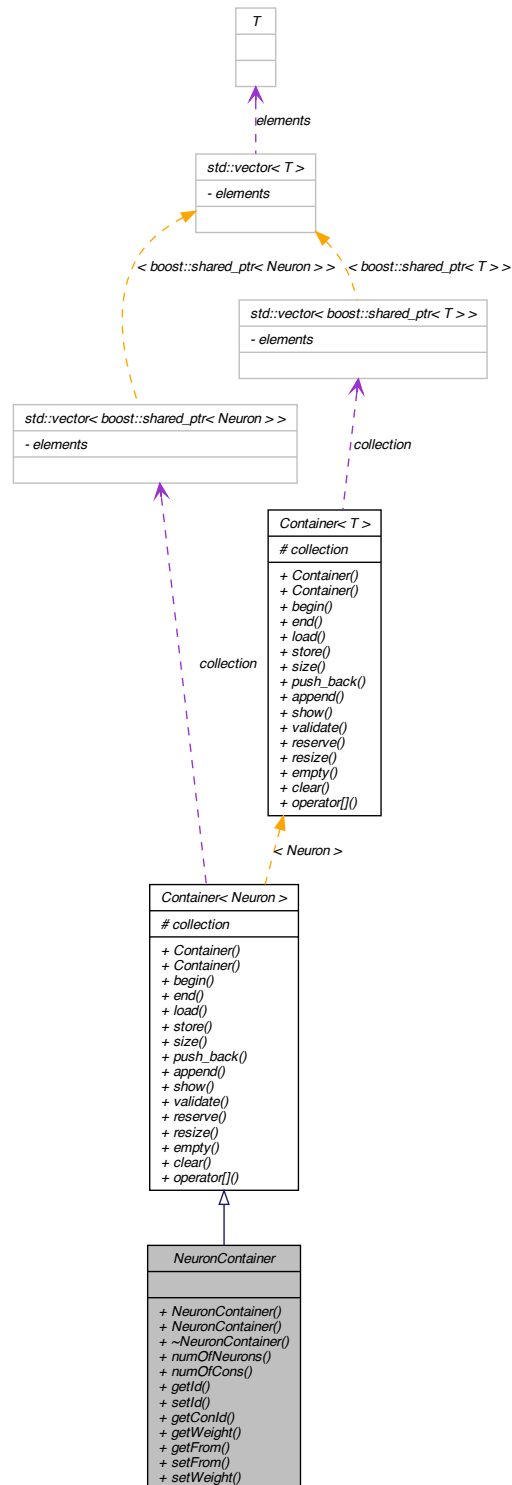 T
elements
std::vector< T >
- elements
< boost::shared_ptr< Neuron > >
< boost::shared_ptr< T > >
std::vector< boost::shared_ptr< T > >
- elements
std::vector< boost::shared_ptr< Neuron > >
- elements
collection
Container< T >
# collection
+ Container()
+ Container()
+ begin()
+ end()
+ load()
+ store()
+ size()
+ push_back()
+ append()
+ show()
+ validate()
+ reserve()
+ resize()
+ empty()
+ clear()
+ operator[]()
collection
< Neuron >
Container< Neuron >
# collection
+ Container()
+ Container()
+ begin()
+ end()
+ load()
+ store()
+ size()
+ push_back()
+ append()
+ show()
+ validate()
+ reserve()
+ resize()
+ empty()
+ clear()
+ operator[]()
NeuronContainer
+ NeuronContainer()
+ NeuronContainer()
+ ~NeuronContainer()
+ numOfNeurons()
+ numOfCons()
+ getId()
+ setId()
+ getConId()
+ getWeight()
+ getFrom()
+ setFrom()
+ setWeight()